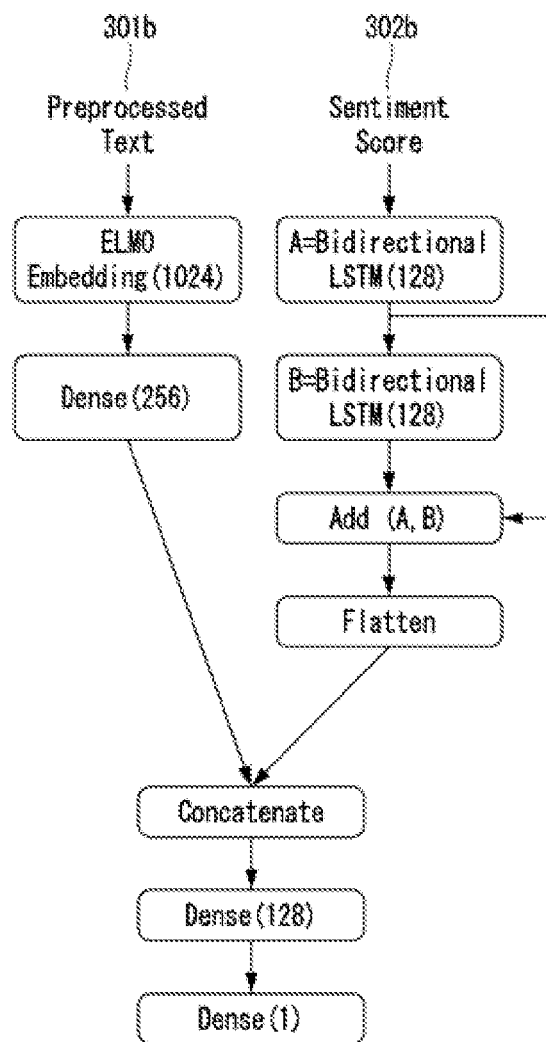 301b
Preprocessed
Text
ELMO
Embedding(1024)
Dense(256)
302b
Sentiment
Score
A=Bidirectional
LSTM(128)
B=Bidirectional
LSTM(128)
Add (A,B)
Flatten
Concatenate
Dense(128)
Dense(1)